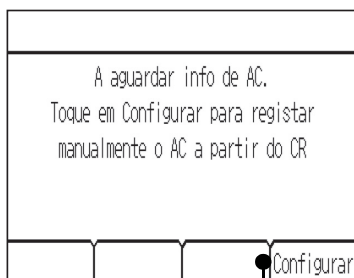 A aguardar info de AC.
Toque em Configurar para registar
manualmente o AC a partir do CR
Configurar